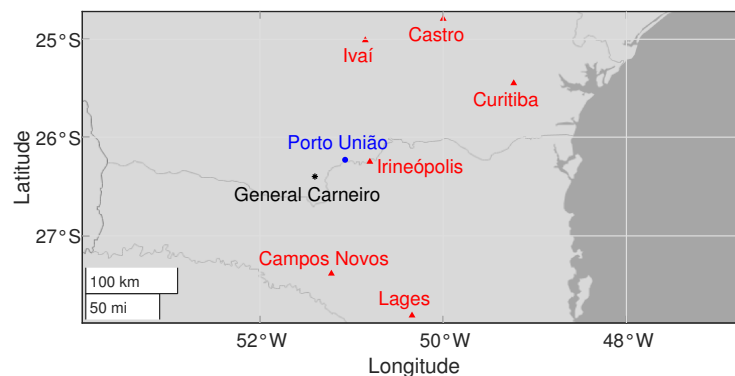 25°S
Castro
Ivaí
Curitiba
26°S
Porto União
Irineópolis
General Carneiro
27°S
Campos Novos
100 km
50 mi
Lages
52°W
50°W
48°W
Longitude
Latitude